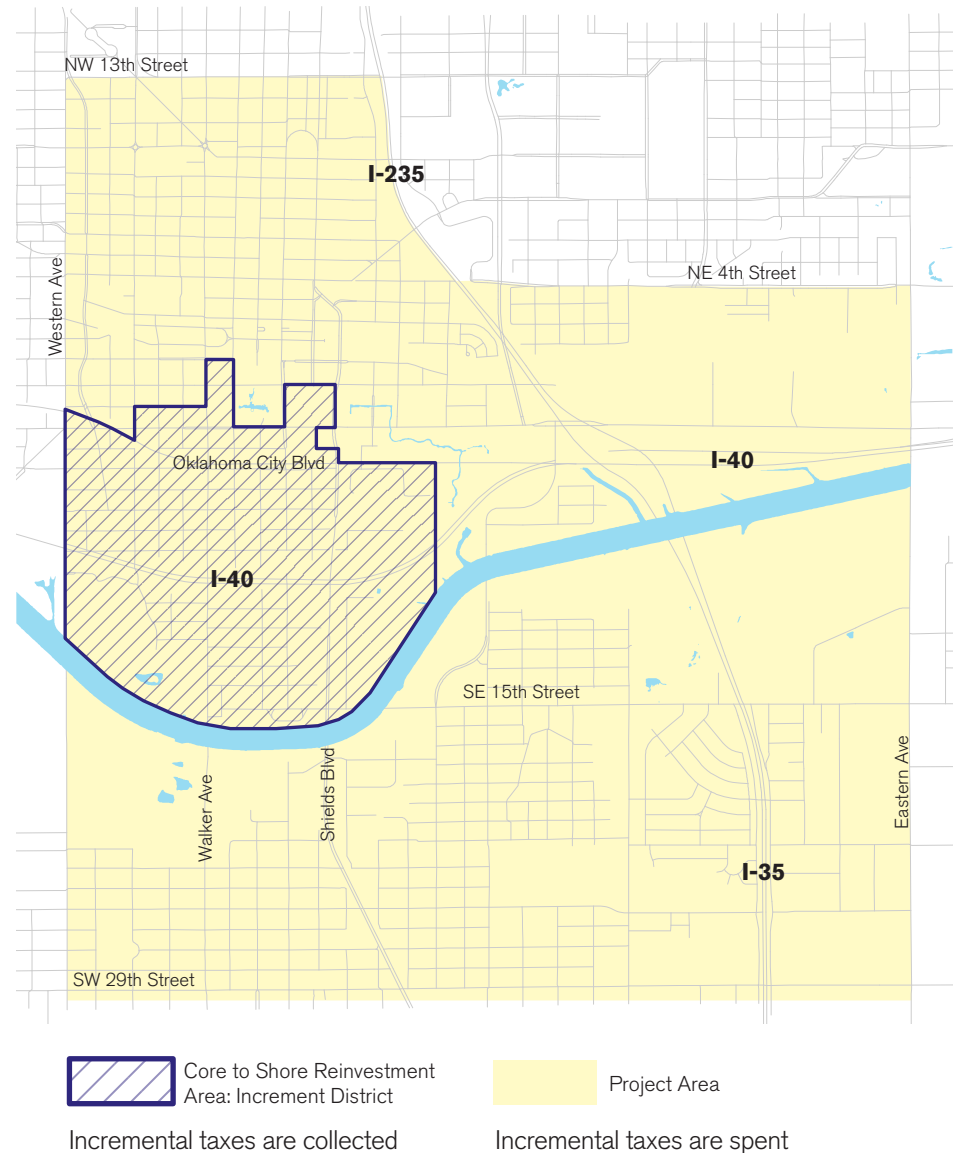 NW 13th Street
I-235
NE 4th Street
Western Ave
Oklahoma City Blvd
I-40
I-40
SE 15th Street
Walker Ave
Shields Blvd
Eastern Ave
I-35
SW 29th Street
Core to Shore Reinvestment
Area: Increment District
Project Area
Incremental taxes are collected
Incremental taxes are spent